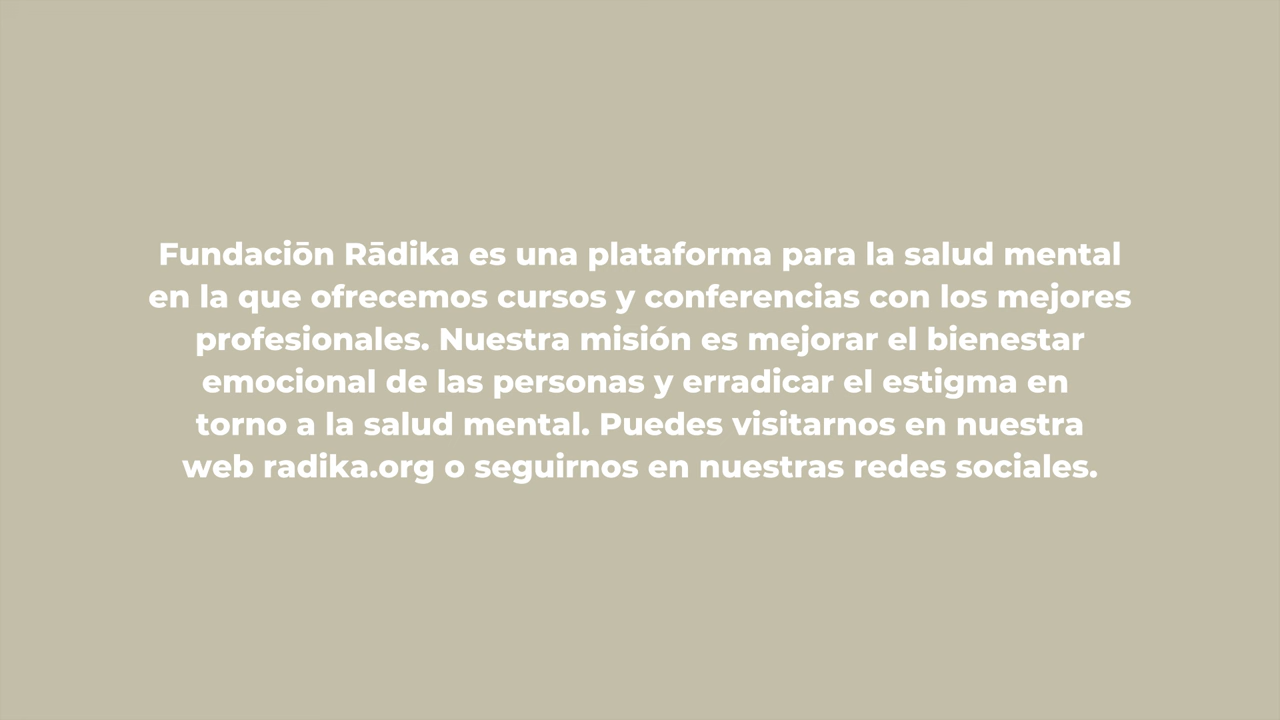 Fundaciōn Rādika es una plataforma para la salud mental
en la que ofrecemos cursos y conferencias con los mejores
profesionales. Nuestra misión es mejorar el bienestar
emocional de las personas y erradicar el estigma en
torno a la salud mental. Puedes visitarnos en nuestra
web radika.org o seguirnos en nuestras redes sociales.